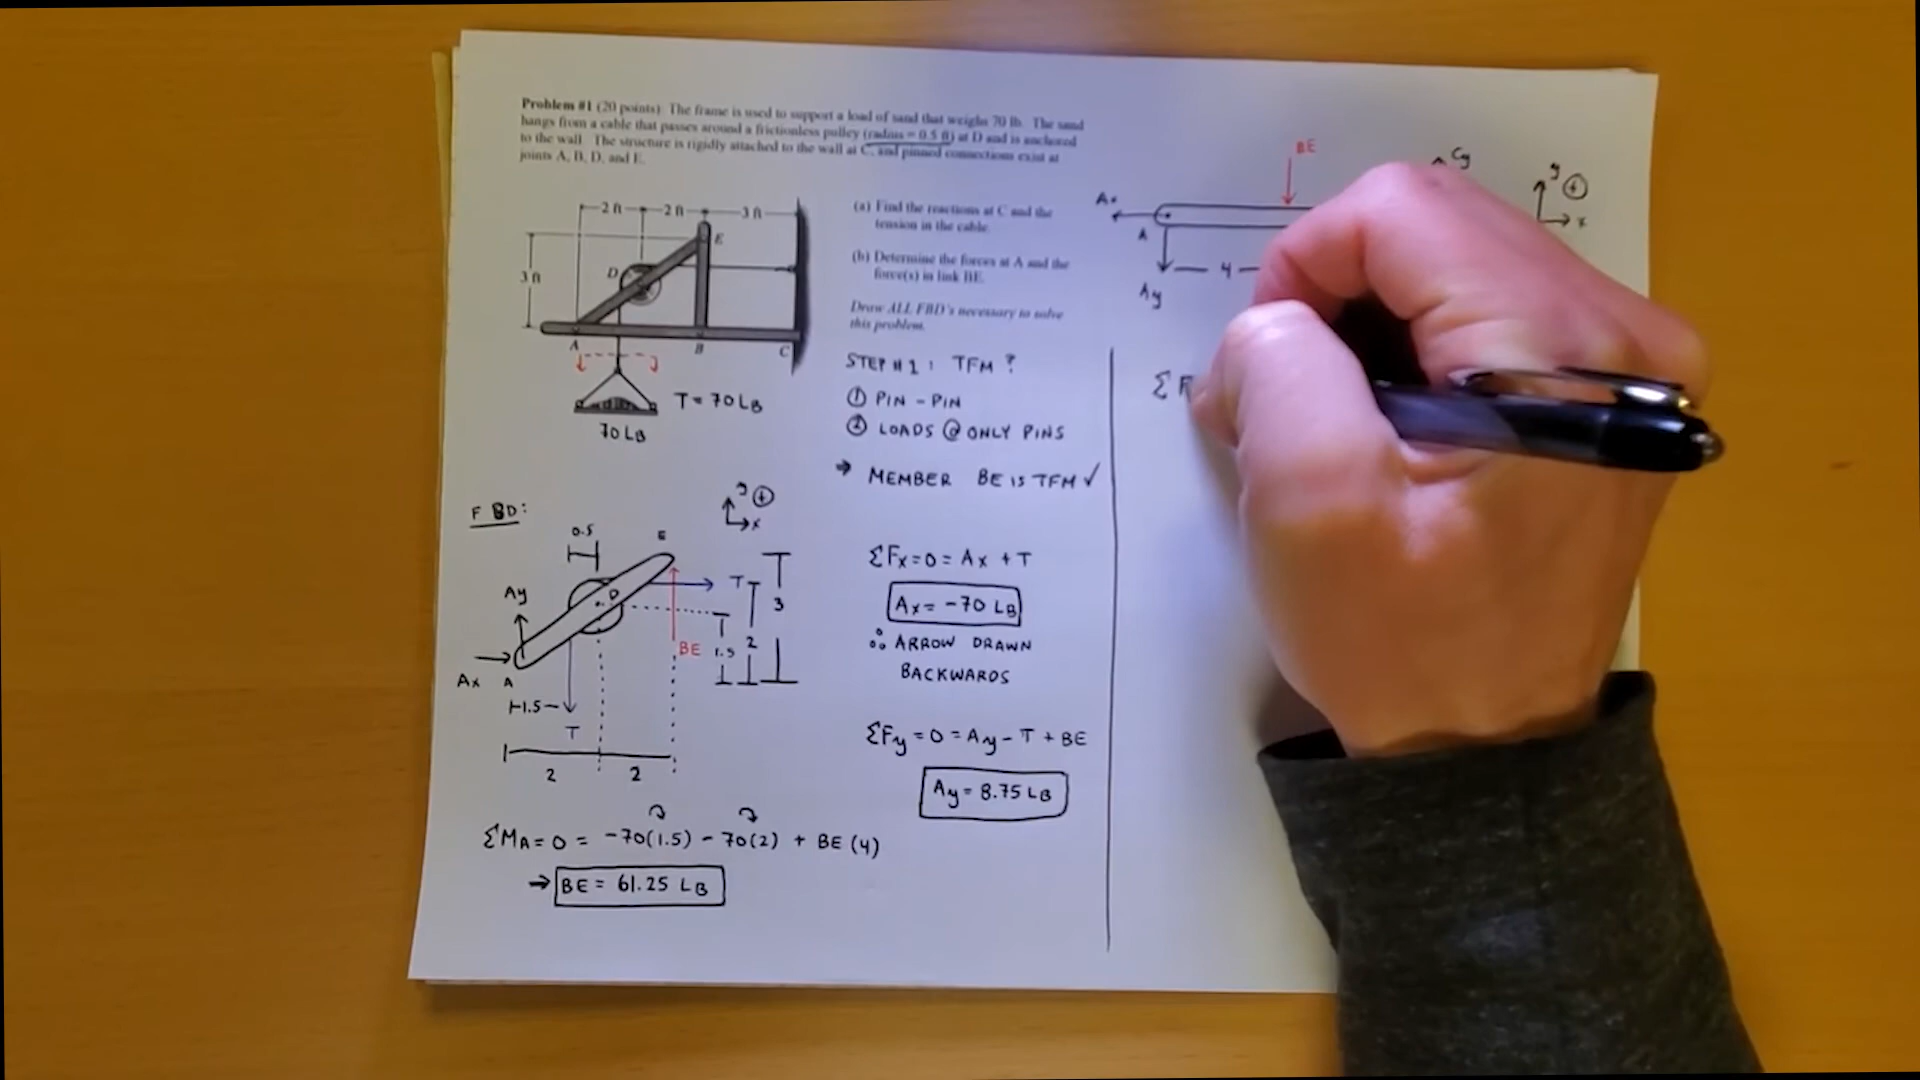 Problem #1 (20 points). The frame is used to support a load of sand that weighs 70 lb. The sand
hangs from a cable that passes around a frictionless pulley (radius = 0.5 ft) at D and is anchored
to the wall. The structure is rigidly attached to the wall at C, and pinned connections exist at
joints A, B, D, and E.
2 ft
2 ft
3 ft
E
D
3 ft
A
B
C
T = 70 LB
70 LB
(a) Find the reactions at C and the
tension in the cable.
(b) Determine the forces at A and the
force(s) in link BE.
Draw ALL FBD's necessary to solve
this problem.
STEP #1: TFM?
① PIN - PIN
② LOADS @ ONLY PINS
→ MEMBER BE IS TFM ✓
FBD:
0.5
E
y +
x
Ay
D
T
3
2
1.5
BE
Ax
A
1.5
T
2
2
ΣMA = 0 = -70(1.5) - 70(2) + BE (4)
→ BE = 61.25 LB
ΣFx = 0 = Ax + T
Ax = -70 LB
∴ ARROW DRAWN
BACKWARDS
ΣFy = 0 = Ay - T + BE
Ay = 8.75 LB
BE
Cy
y +
x
Ax
A
4
Ay
ΣF